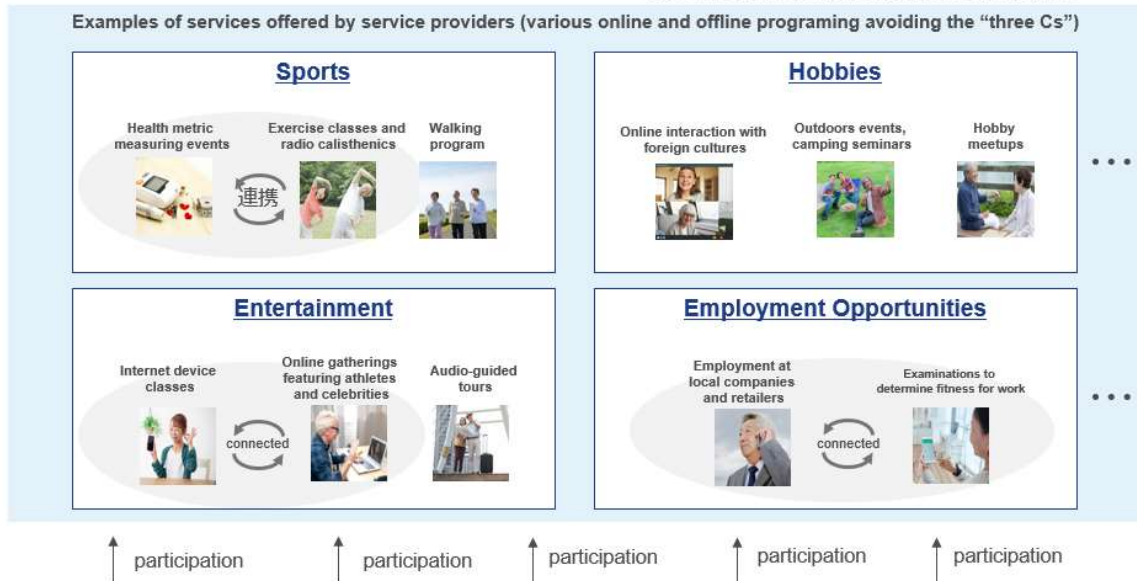 Examples of services offered by service providers (various online and offline programing avoiding the “three Cs”)
Sports
Health metric
measuring events
Exercise classes and
radio calisthenics
Walking
program
連携
Hobbies
Online interaction with
foreign cultures
Outdoors events,
camping seminars
Hobby
meetups
• • •
Entertainment
Internet device
classes
Online gatherings
featuring athletes
and celebrities
Audio-guided
tours
connected
Employment Opportunities
Employment at
local companies
and retailers
Examinations to
determine fitness for work
connected
• • •
participation
participation
participation
participation
participation